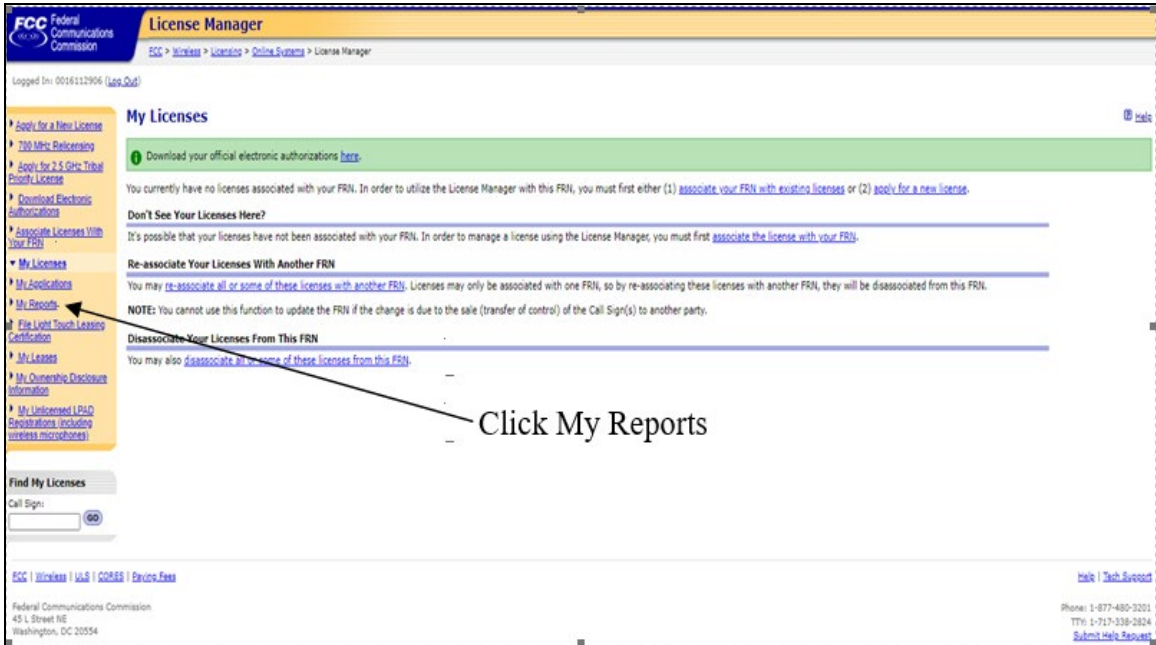 FCC Federal
Communications
Commission
License Manager
FCC > Wireless > Licensing > Online Systems > License Manager
Logged In: 0016112906 (Log Out)
Apply for a New License
700 MHz Relicensing
Apply for 2.5 GHz Tribal
Priority License
Download Electronic
Authorizations
Associate Licenses With
Your FRN
My Licenses
My Applications
My Reports
File Light Touch Leasing
Certification
My Leases
My Ownership Disclosure
Information
My Unlicensed LPAD
Registrations (including
wireless microphones)
Find My Licenses
Call Sign:
GO
My Licenses
Help
Download your official electronic authorizations here.
You currently have no licenses associated with your FRN. In order to utilize the License Manager with this FRN, you must first either (1) associate your FRN with existing licenses or (2) apply for a new license.
Don't See Your Licenses Here?
It's possible that your licenses have not been associated with your FRN. In order to manage a license using the License Manager, you must first associate the license with your FRN.
Re-associate Your Licenses With Another FRN
You may re-associate all or some of these licenses with another FRN. Licenses may only be associated with one FRN, so by re-associating these licenses with another FRN, they will be disassociated from this FRN.
NOTE: You cannot use this function to update the FRN if the change is due to the sale (transfer of control) of the Call Sign(s) to another party.
Disassociate Your Licenses From This FRN
You may also disassociate all or some of these licenses from this FRN.
Click My Reports
FCC | Wireless | ULS | CORES | Paying Fees
Help | Tech Support
Federal Communications Commission
45 L Street NE
Washington, DC 20554
Phone: 1-877-480-3201
TTY: 1-717-338-2824
Submit Help Request